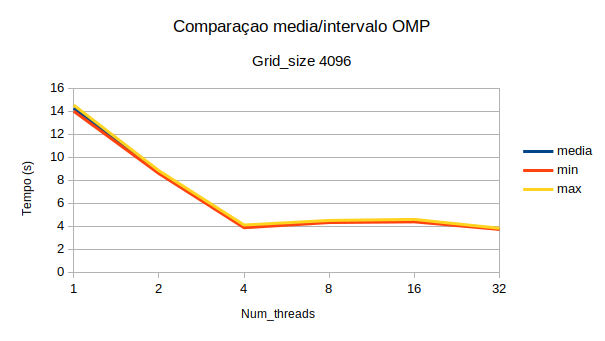 Comparaçao media/intervalo OMP
Grid_size 4096
16
14
12
10
8
6
4
2
0
Tempo (s)
1 2 4 8 16 32
Num_threads
media
min
max